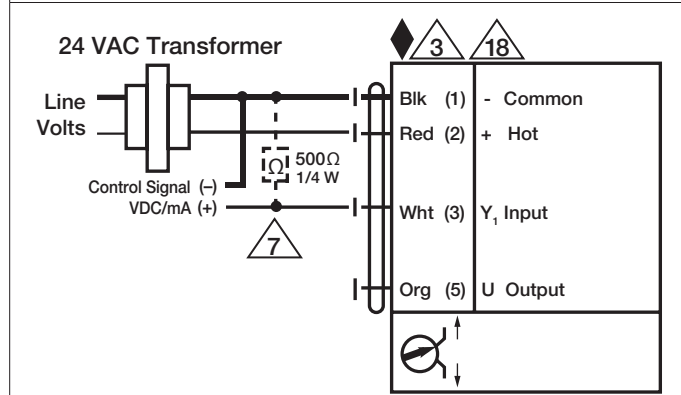 24 VAC Transformer
3
18
Line
Volts
Blk (1) - Common
Red (2) + Hot
Ω 500Ω
1/4 W
Control Signal (–)
VDC/mA (+)
Wht (3) Y₁ Input
7
Org (5) U Output